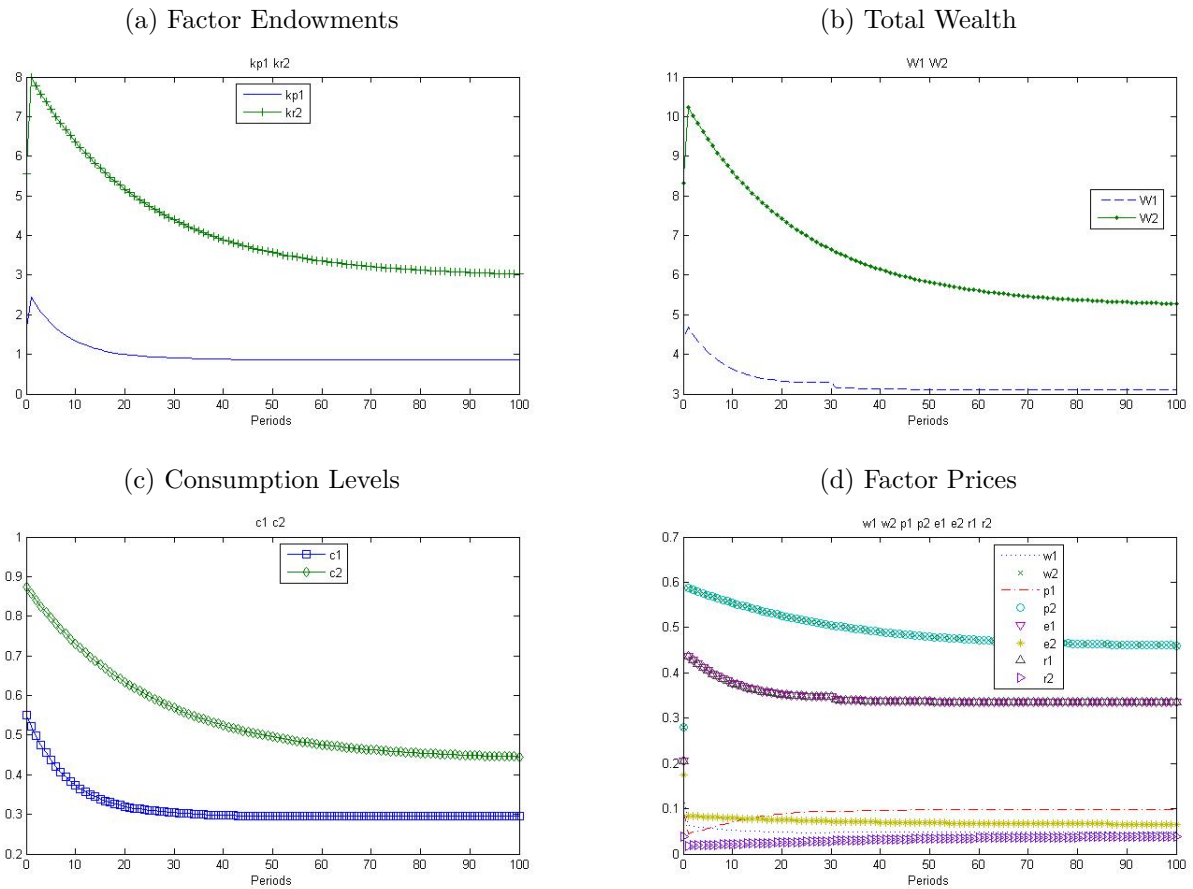 (a) Factor Endowments
kp1 kr2
8
7
6
5
4
3
2
1
0
kp1
kr2
0 10 20 30 40 50 60 70 80 90 100
Periods
(b) Total Wealth
W1 W2
11
10
9
8
7
6
5
4
3
W1
W2
0 10 20 30 40 50 60 70 80 90 100
Periods
(c) Consumption Levels
c1 c2
1
0.9
0.8
0.7
0.6
0.5
0.4
0.3
0.2
c1
c2
0 10 20 30 40 50 60 70 80 90 100
Periods
(d) Factor Prices
w1 w2 p1 p2 e1 e2 r1 r2
0.7
0.6
0.5
0.4
0.3
0.2
0.1
0
w1
w2
p1
p2
e1
e2
r1
r2
0 10 20 30 40 50 60 70 80 90 100
Periods